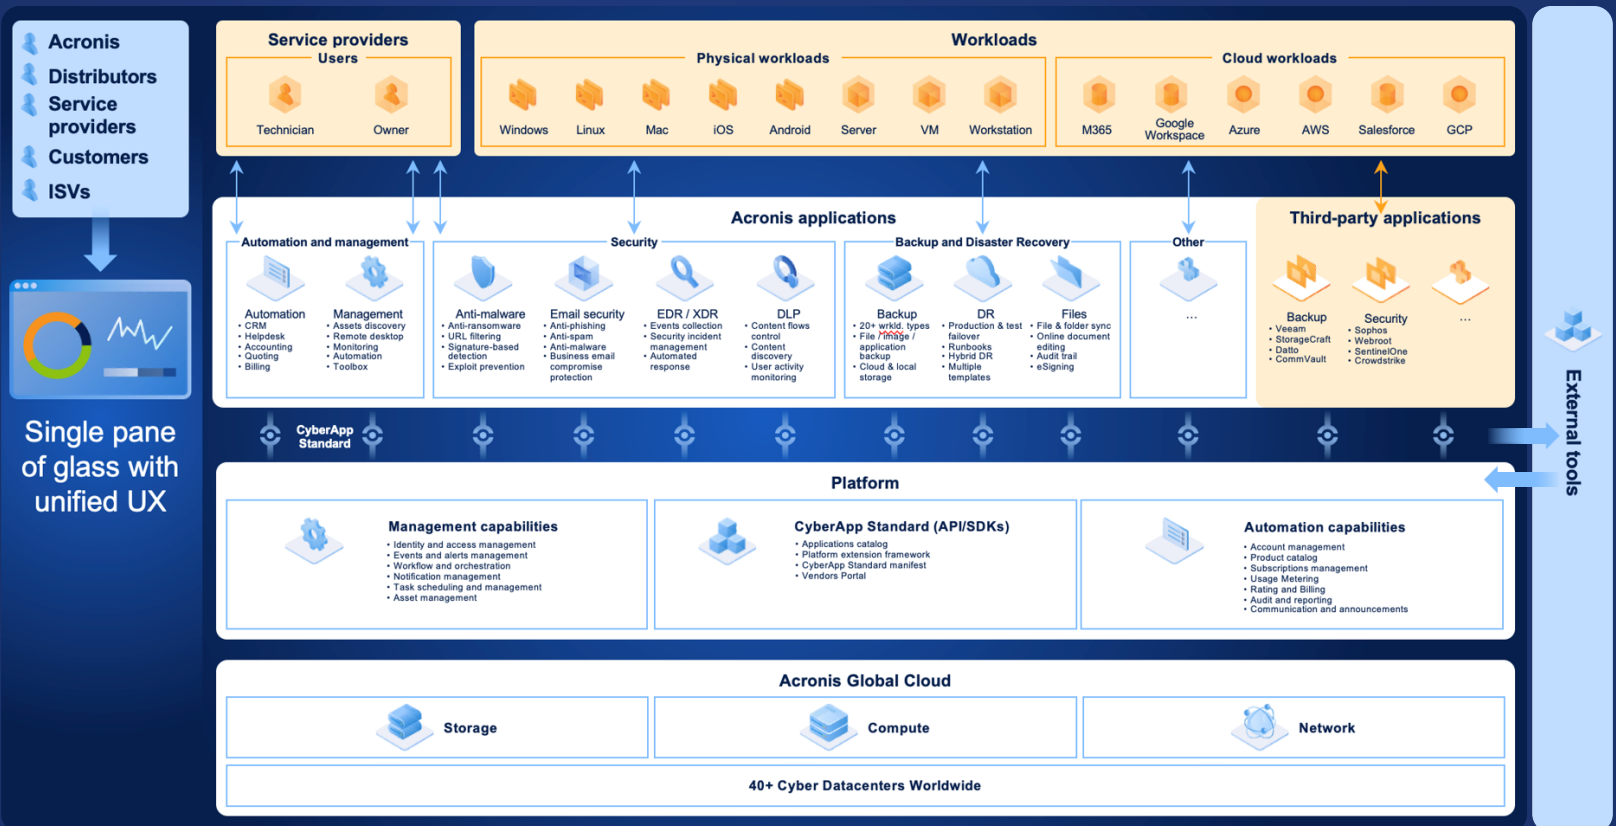 Acronis
Distributors
Service
providers
Customers
ISVs
Single pane
of glass with
unified UX
Service providers
Users
Technician
Owner
Workloads
Physical workloads
Windows
Linux
Mac
iOS
Android
Server
VM
Workstation
Cloud workloads
M365
Google
Workspace
Azure
AWS
Salesforce
GCP
Acronis applications
Automation and management
Automation
• CRM
• Helpdesk
• Accounting
• Quoting
• Billing
Management
• Assets discovery
• Remote desktop
• Monitoring
• Automation
• Toolbox
Security
Anti-malware
• Anti-ransomware
• URL filtering
• Signature-based
detection
• Exploit prevention
Email security
• Anti-phishing
• Anti-spam
• Anti-malware
• Business email
compromise
protection
EDR / XDR
• Events collection
• Security incident
management
• Automated
response
DLP
• Content flows
control
• Content
discovery
• User activity
monitoring
Backup and Disaster Recovery
Backup
• 20+ wrkld. types
• File / image /
application
backup
• Cloud & local
storage
DR
• Production & test
failover
• Runbooks
• Hybrid DR
• Multiple
templates
Files
• File & folder sync
• Online document
editing
• Audit trail
• eSigning
Other
...
Third-party applications
Backup
• Veeam
• StorageCraft
• Datto
• CommVault
Security
• Sophos
• Webroot
• SentinelOne
• Crowdstrike
...
CyberApp
Standard
Platform
Management capabilities
• Identity and access management
• Events and alerts management
• Workflow and orchestration
• Notification management
• Task scheduling and management
• Asset management
CyberApp Standard (API/SDKs)
• Applications catalog
• Platform extension framework
• CyberApp Standard manifest
• Vendors Portal
Automation capabilities
• Account management
• Product catalog
• Subscriptions management
• Usage Metering
• Rating and Billing
• Audit and reporting
• Communication and announcements
Acronis Global Cloud
Storage
Compute
Network
40+ Cyber Datacenters Worldwide
External tools